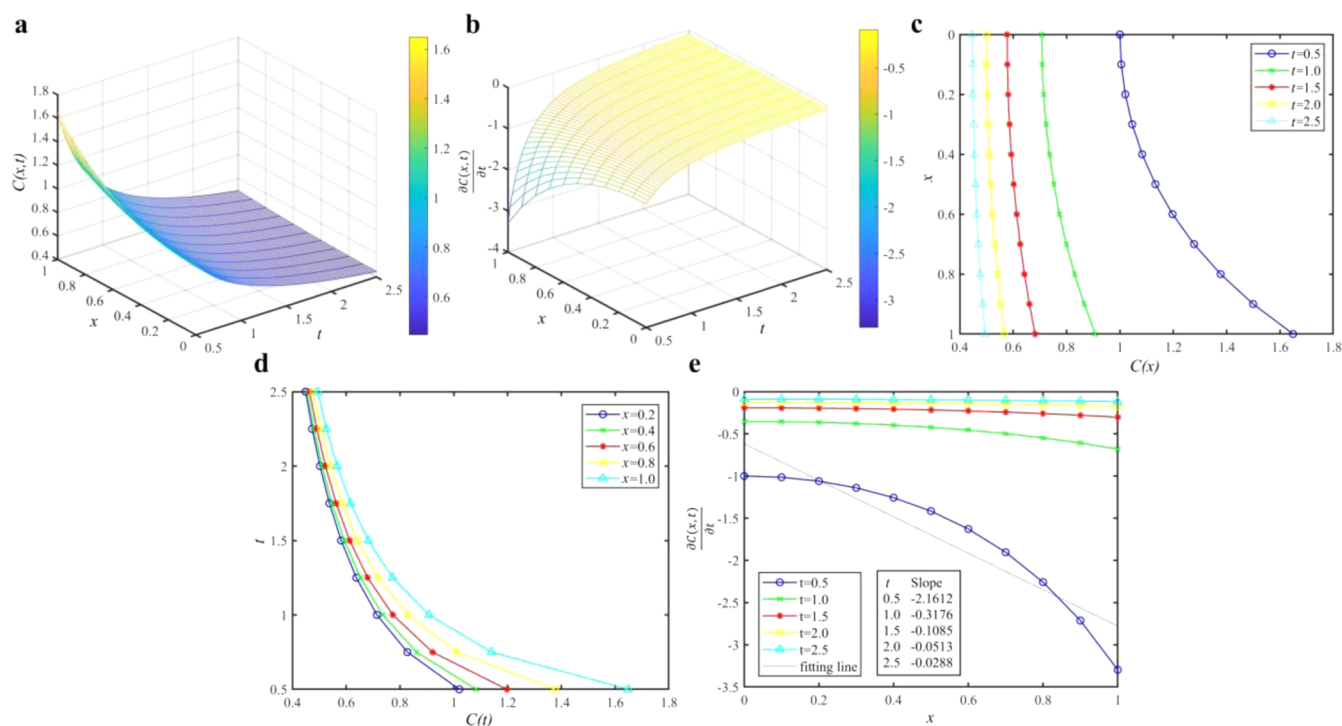 a
C(x,t)
1.8
1.6
1.4
1.2
1
0.8
0.6
0.4
1
0.8
0.6
0.4
0.2
0
x
0.5
1
1.5
2
2.5
t
1.6
1.4
1.2
1
0.8
0.6
b
∂C(x,t)
∂t
0
-1
-2
-3
-4
1
0.8
0.6
0.4
0.2
0
x
0.5
1
1.5
2
2.5
t
-0.5
-1
-1.5
-2
-2.5
-3
c
x
0
0.2
0.4
0.6
0.8
1
0.4 0.6 0.8 1 1.2 1.4 1.6 1.8
C(x)
t=0.5
t=1.0
t=1.5
t=2.0
t=2.5
d
t
2.5
2
1.5
1
0.5
0.4 0.6 0.8 1 1.2 1.4 1.6 1.8
C(t)
x=0.2
x=0.4
x=0.6
x=0.8
x=1.0
e
∂C(x,t)
∂t
0
-0.5
-1
-1.5
-2
-2.5
-3
-3.5
0 0.2 0.4 0.6 0.8 1
x
t=0.5
t=1.0
t=1.5
t=2.0
t=2.5
fitting line
t Slope
0.5 -2.1612
1.0 -0.3176
1.5 -0.1085
2.0 -0.0513
2.5 -0.0288